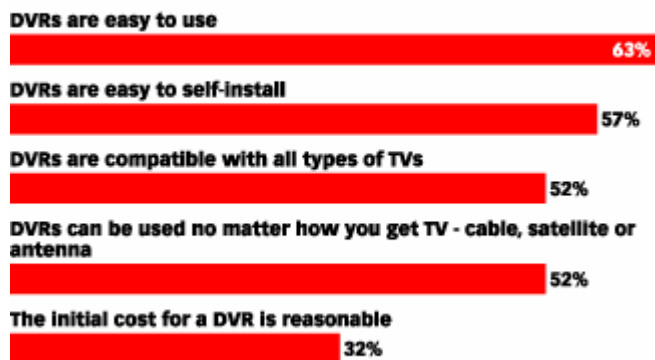 DVRs are easy to use
63%
DVRs are easy to self-install
57%
DVRs are compatible with all types of TVs
52%
DVRs can be used no matter how you get TV - cable, satellite or
antenna
52%
The initial cost for a DVR is reasonable
32%